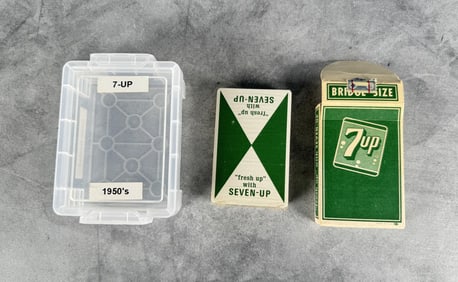 7-UP
1950's
"fresh up"
with
SEVEN-UP
"fresh up"
with
SEVEN-UP
BRIDGE SIZE
7up